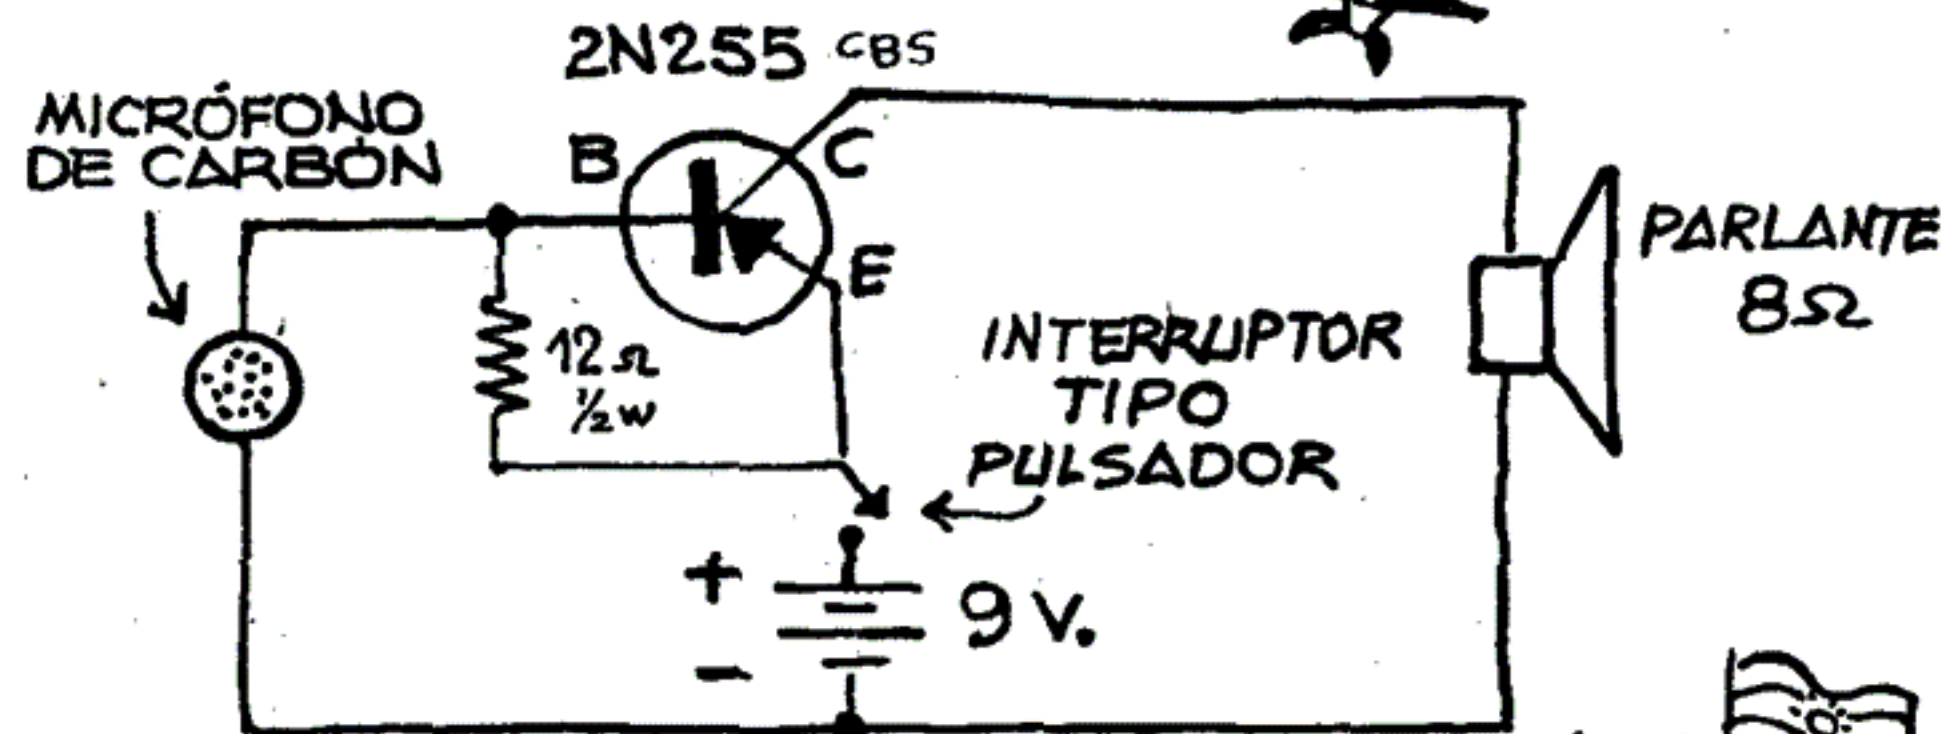 2N255 CBS
MICRÓFONO
DE CARBÓN
B
C
E
12Ω
½W
INTERRUPTOR
TIPO
PULSADOR
PARLANTE
8Ω
+
9 V.
-